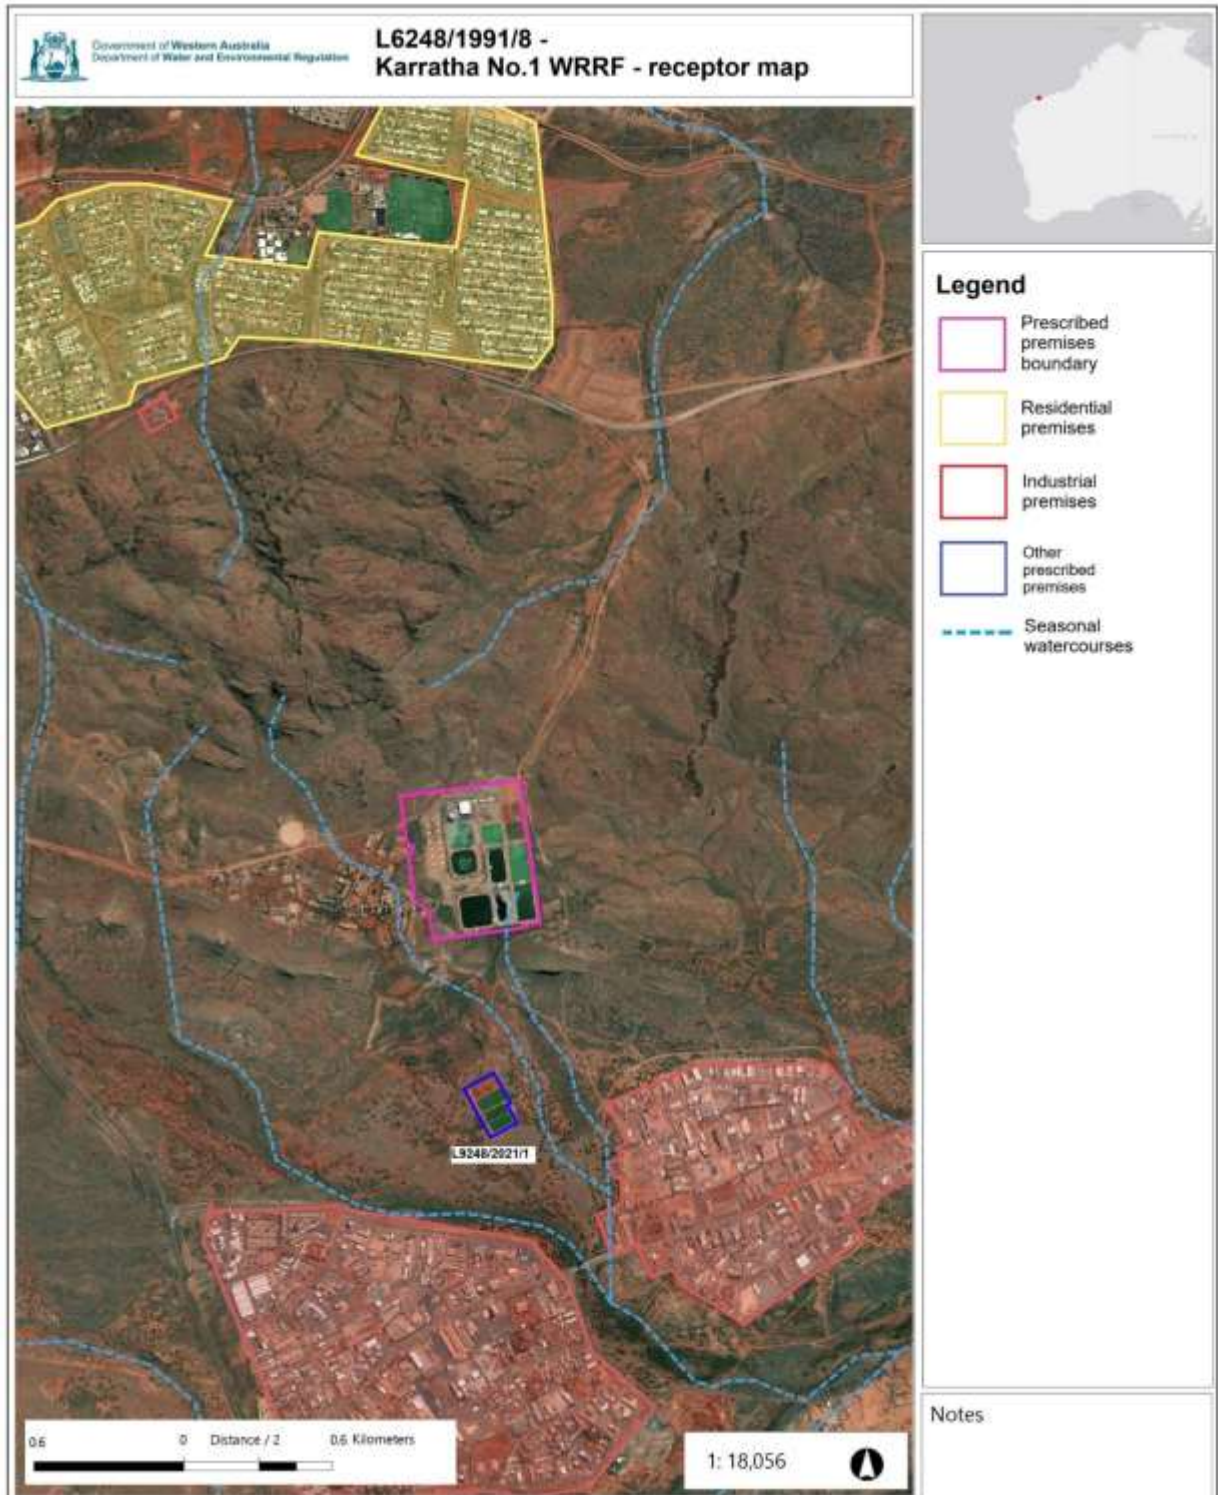 Government of Western Australia
Department of Water and Environmental Regulation
L6248/1991/8 -
Karratha No.1 WRRF - receptor map
Legend
Prescribed
premises
boundary
Residential
premises
Industrial
premises
Other
prescribed
premises
Seasonal
watercourses
L9248/2021/1
0.6 0 Distance / 2 0.6 Kilometers
1: 18,056
Notes